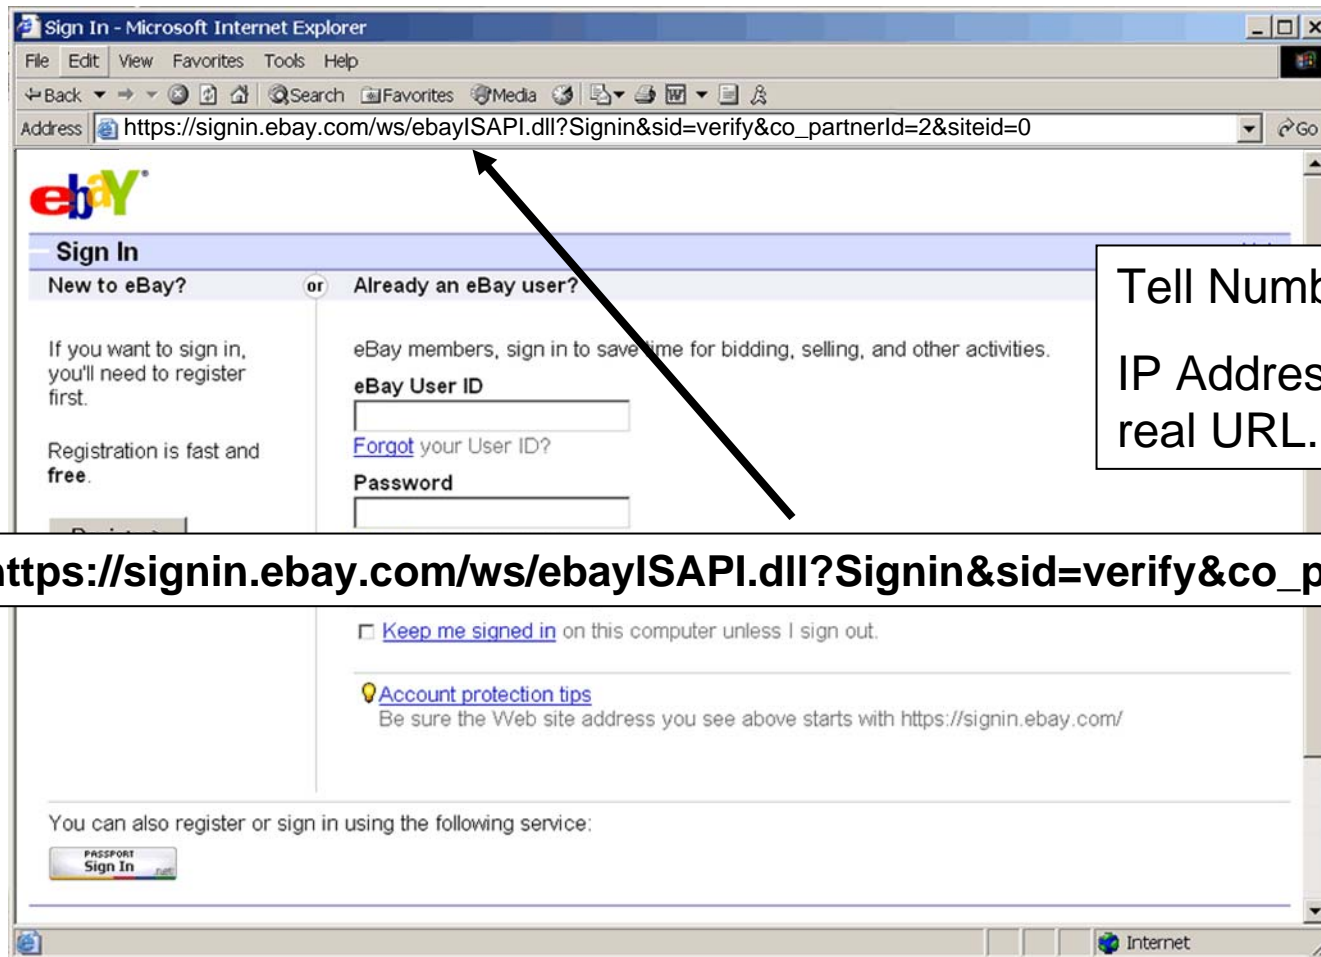 Sign In - Microsoft Internet Explorer
File Edit View Favorites Tools Help
Back Search Favorites Media
Address https://signin.ebay.com/ws/ebayISAPI.dll?Signin&sid=verify&co_partnerId=2&siteid=0 Go
ebaY
Sign In
New to eBay? or Already an eBay user?
If you want to sign in,
you'll need to register
first.
Registration is fast and
free.
eBay members, sign in to save time for bidding, selling, and other activities.
eBay User ID
Forgot your User ID?
Password
Tell
IP
real URL.
https://signin.ebay.com/ws/ebayISAPI.dll?Signin&sid=verify&co_p
Keep me signed in on this computer unless I sign out.
Account protection tips
Be sure the Web site address you see above starts with https://signin.ebay.com/
You can also register or sign in using the following service:
PASSPORT
Sign In .net
Internet